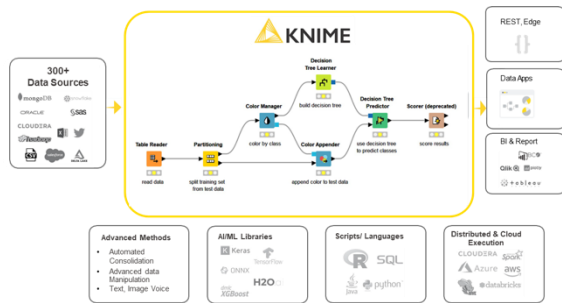 KNIME
300+
Data Sources
mongoDB
ORACLE
sas
CLOUDERA
CSV
Table Reader
read data
Partitioning
split training set
from test data
Color Manager
color by class
Decision
Tree Learner
build decision tree
Color Appender
append color to test data
Decision Tree
Predictor
use decision tree
to predict classes
Scorer (deprecated)
score results
REST, Edge
{ }
Data Apps
BI & Report
Qlik
tableau
Advanced Methods
• Automated
Consolidation
• Advanced data
Manipulation
• Text, Image Voice
AI/ML Libraries
Keras
TensorFlow
ONNX
H2O
XGBoost
Scripts/ Languages
R
SQL
java
python
Distributed & Cloud
Execution
CLOUDERA
Spark
Azure
aws
databricks